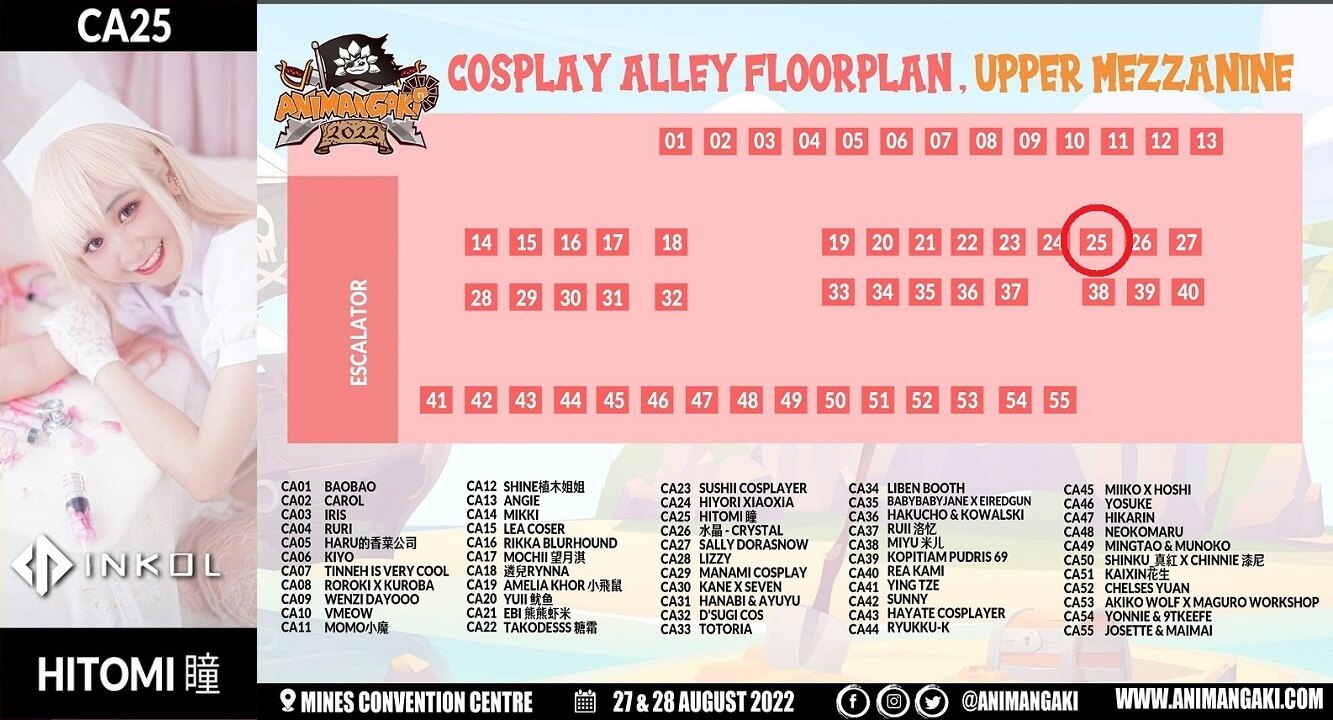 CA25
INKOL
HITOMI 瞳
ANIMANGAKI
2022
COSPLAY ALLEY FLOORPLAN, UPPER MEZZANINE
01 02 03 04 05 06 07 08 09 10 11 12 13
14 15 16 17 18 19 20 21 22 23 24 25 26 27
28 29 30 31 32 33 34 35 36 37 38 39 40
ESCALATOR
41 42 43 44 45 46 47 48 49 50 51 52 53 54 55
CA01 BAOBAO
CA02 CAROL
CA03 IRIS
CA04 RURI
CA05 HARU的香菜公司
CA06 KIYO
CA07 TINNEH IS VERY COOL
CA08 ROROKI X KUROBA
CA09 WENZI DAYOOO
CA10 VMEOW
CA11 MOMO小魔
CA12 SHINE植木姐姐
CA13 ANGIE
CA14 MIKKI
CA15 LEA COSER
CA16 RIKKA BLURHOUND
CA17 MOCHII 望月淇
CA18 遴兒RYNNA
CA19 AMELIA KHOR 小飛鼠
CA20 YUII 鱿鱼
CA21 EBI 熊熊虾米
CA22 TAKODESSS 糖霜
CA23 SUSHII COSPLAYER
CA24 HIYORI XIAOXIA
CA25 HITOMI 瞳
CA26 水晶 - CRYSTAL
CA27 SALLY DORASNOW
CA28 LIZZY
CA29 MANAMI COSPLAY
CA30 KANE X SEVEN
CA31 HANABI & AYUYU
CA32 D'SUGI COS
CA33 TOTORIA
CA34 LIBEN BOOTH
CA35 BABYBABYJANE X EIREDGUN
CA36 HAKUCHO & KOWALSKI
CA37 RUII 洛忆
CA38 MIYU 米儿
CA39 KOPITIAM PUDRIS 69
CA40 REA KAMI
CA41 YING TZE
CA42 SUNNY
CA43 HAYATE COSPLAYER
CA44 RYUKKU-K
CA45 MIIKO X HOSHI
CA46 YOSUKE
CA47 HIKARIN
CA48 NEOKOMARU
CA49 MINGTAO & MUNOKO
CA50 SHINKU_真紅 X CHINNIE 漆尼
CA51 KAIXIN花生
CA52 CHELSES YUAN
CA53 AKIKO WOLF X MAGURO WORKSHOP
CA54 YONNIE & 9TKEEFE
CA55 JOSETTE & MAIMAI
MINES CONVENTION CENTRE 27 & 28 AUGUST 2022 @ANIMANGAKI WWW.ANIMANGAKI.COM